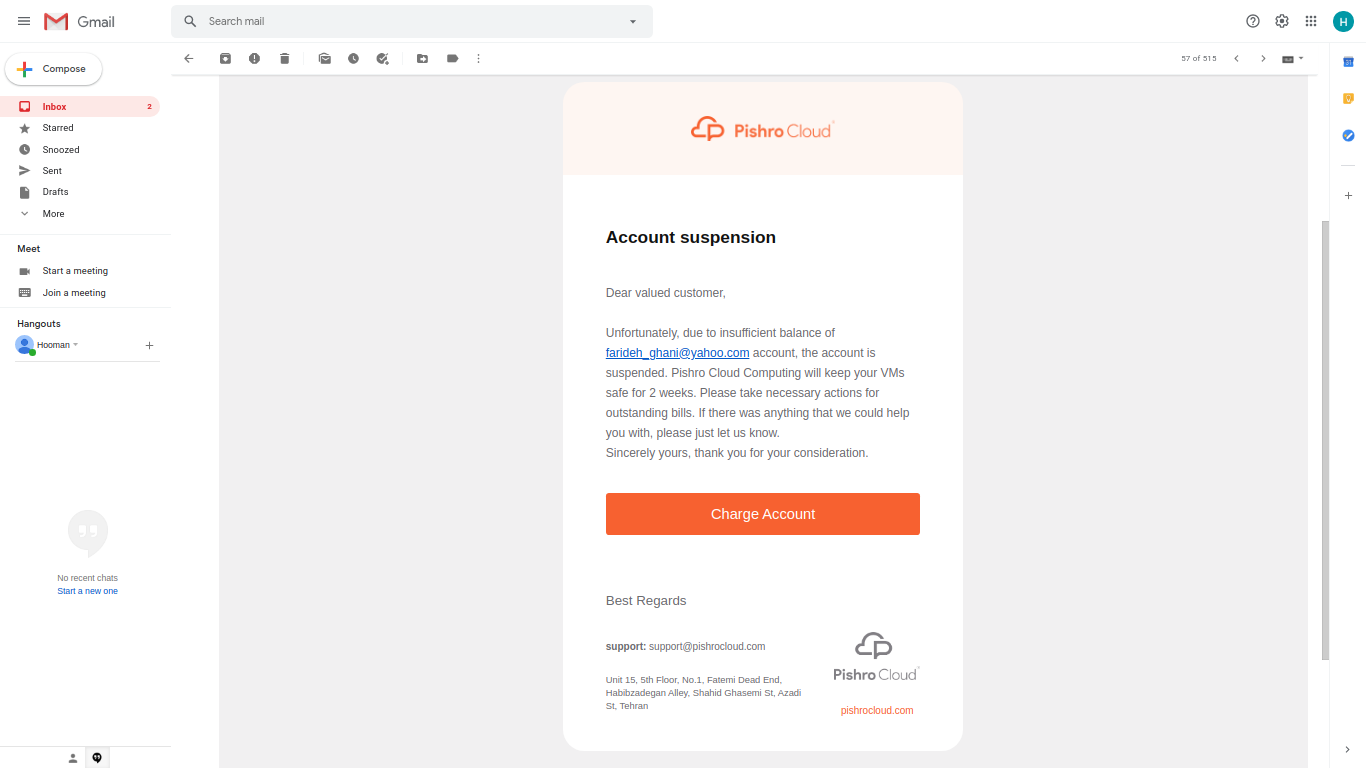 Gmail
Search mail
57 of 515
Compose
Inbox 2
Starred
Snoozed
Sent
Drafts
More
Meet
Start a meeting
Join a meeting
Hangouts
Hooman
No recent chats
Start a new one
H
Pishro Cloud
Account suspension
Dear valued customer,
Unfortunately, due to insufficient balance of
farideh_ghani@yahoo.com account, the account is
suspended. Pishro Cloud Computing will keep your VMs
safe for 2 weeks. Please take necessary actions for
outstanding bills. If there was anything that we could help
you with, please just let us know.
Sincerely yours, thank you for your consideration.
Charge Account
Best Regards
support: support@pishrocloud.com
Unit 15, 5th Floor, No.1, Fatemi Dead End,
Habibzadegan Alley, Shahid Ghasemi St, Azadi
St, Tehran
Pishro Cloud
pishrocloud.com